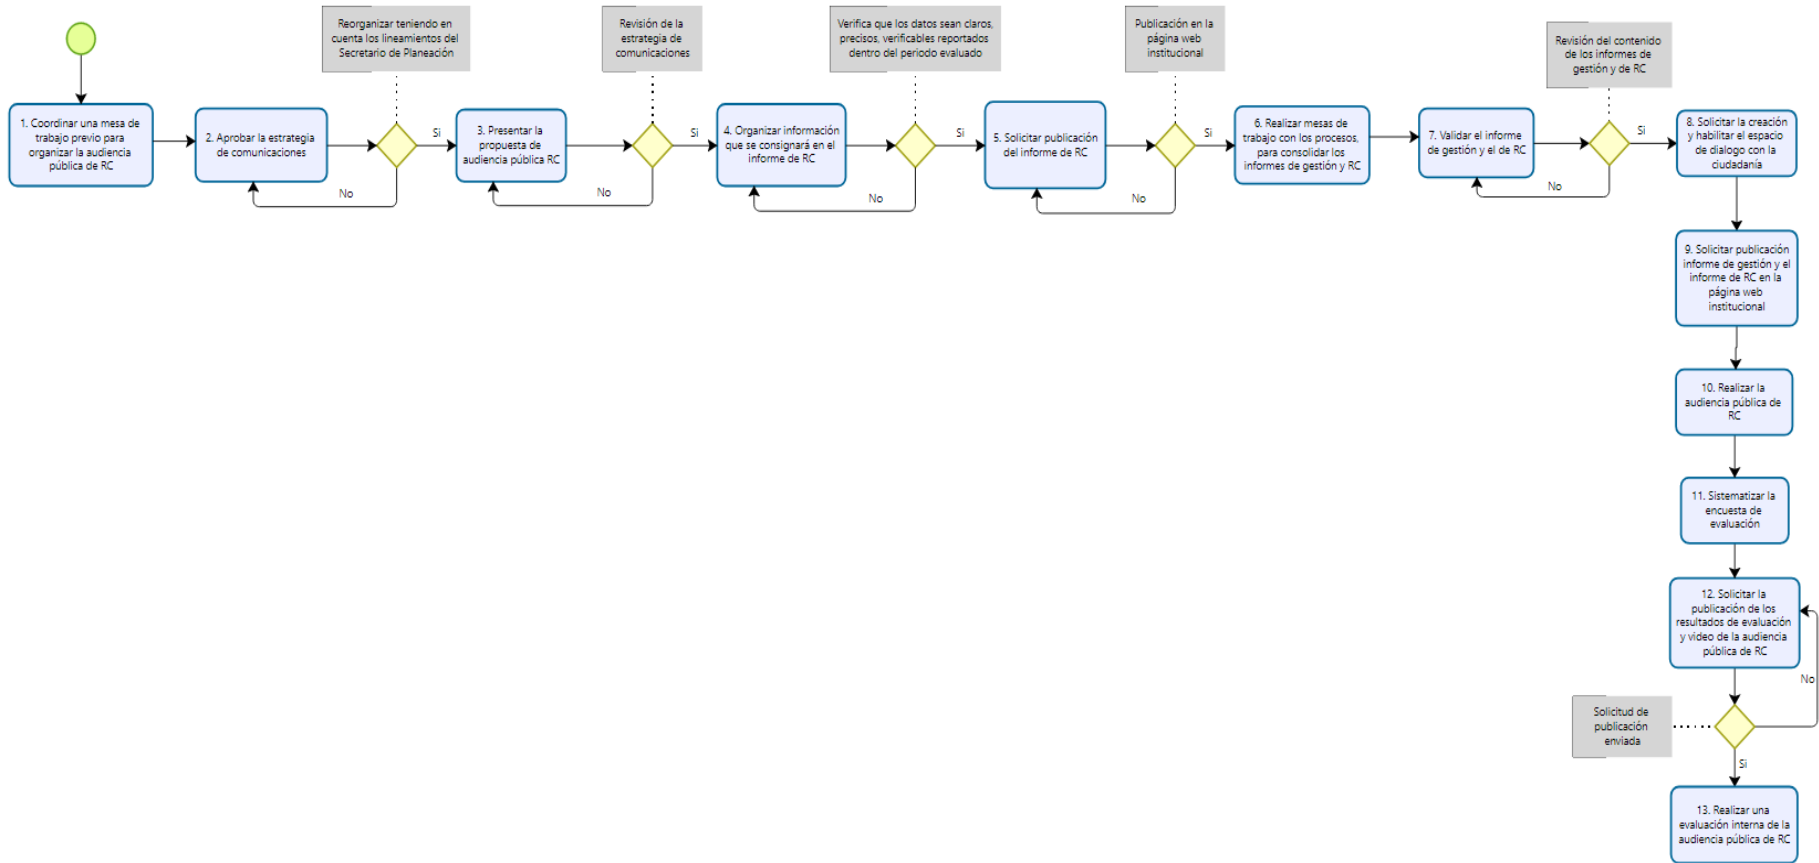 Reorganizar teniendo en
cuenta los lineamientos del
Secretario de Planeación
Revisión de la
estrategia de
comunicaciones
Verifica que los datos sean claros,
precisos, verificables reportados
dentro del periodo evaluado
Publicación en la
página web
institucional
Revisión del contenido
de los informes de
gestión y de RC
1. Coordinar una mesa de
trabajo previo para
organizar la audiencia
pública de RC
2. Aprobar la estrategia
de comunicaciones
Si
No
3. Presentar la
propuesta de
audiencia pública RC
Si
No
4. Organizar información
que se consignará en el
informe de RC
Si
No
5. Solicitar publicación
del informe de RC
Si
No
6. Realizar mesas de
trabajo con los procesos,
para consolidar los
informes de gestión y RC
7. Validar el informe
de gestión y el de RC
Si
No
8. Solicitar la creación
y habilitar el espacio
de dialogo con la
ciudadanía
9. Solicitar publicación
informe de gestión y el
informe de RC en la
página web
institucional
10. Realizar la
audiencia pública de
RC
11. Sistematizar la
encuesta de
evaluación
12. Solicitar la
publicación de los
resultados de evaluación
y video de la audiencia
pública de RC
No
Solicitud de
publicación
enviada
Si
13. Realizar una
evaluación interna de la
audiencia pública de RC